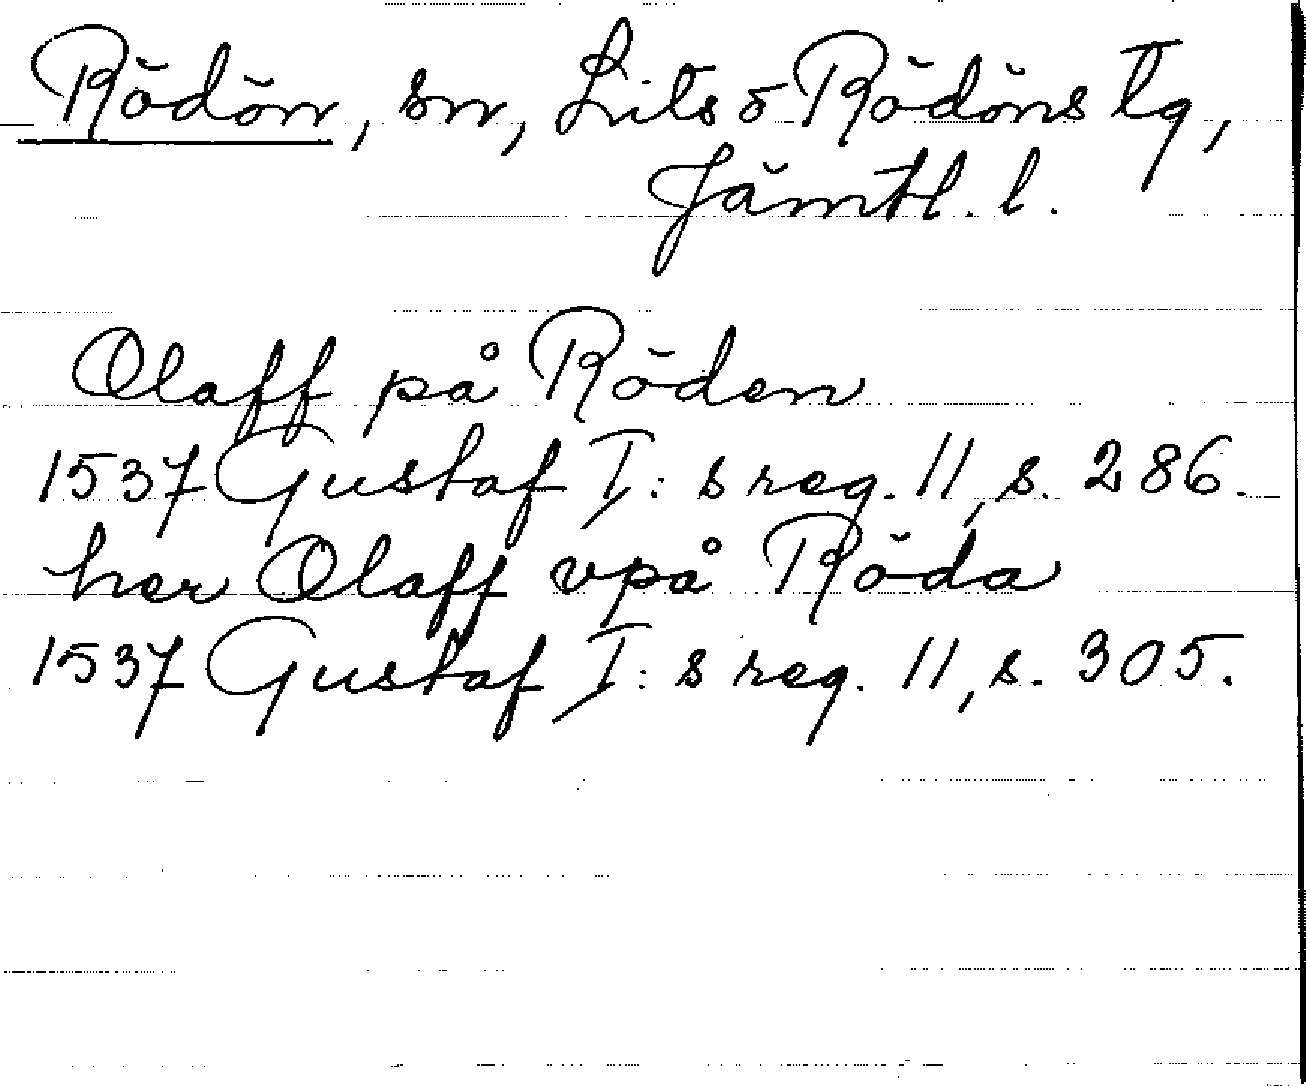 Rödön, sn, Lits o Rödöns tg,
Jämtl. l.
Olaff på Röden
1537 Gustaf I:s reg. 11, s. 286.
her Olaff vpå Röda
1537 Gustaf I:s reg. 11, s. 305.